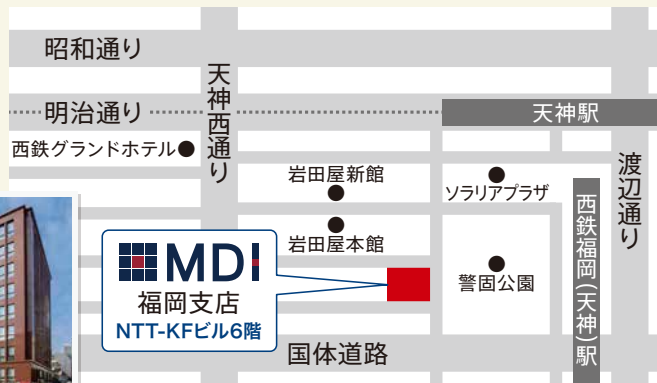 昭和通り
天神西通り
明治通り
天神駅
西鉄グランドホテル
渡辺通り
岩田屋新館
ソラリアプラザ
岩田屋本館
西鉄福岡(天神)駅
MDI
福岡支店
NTT-KFビル6階
警固公園
国体道路